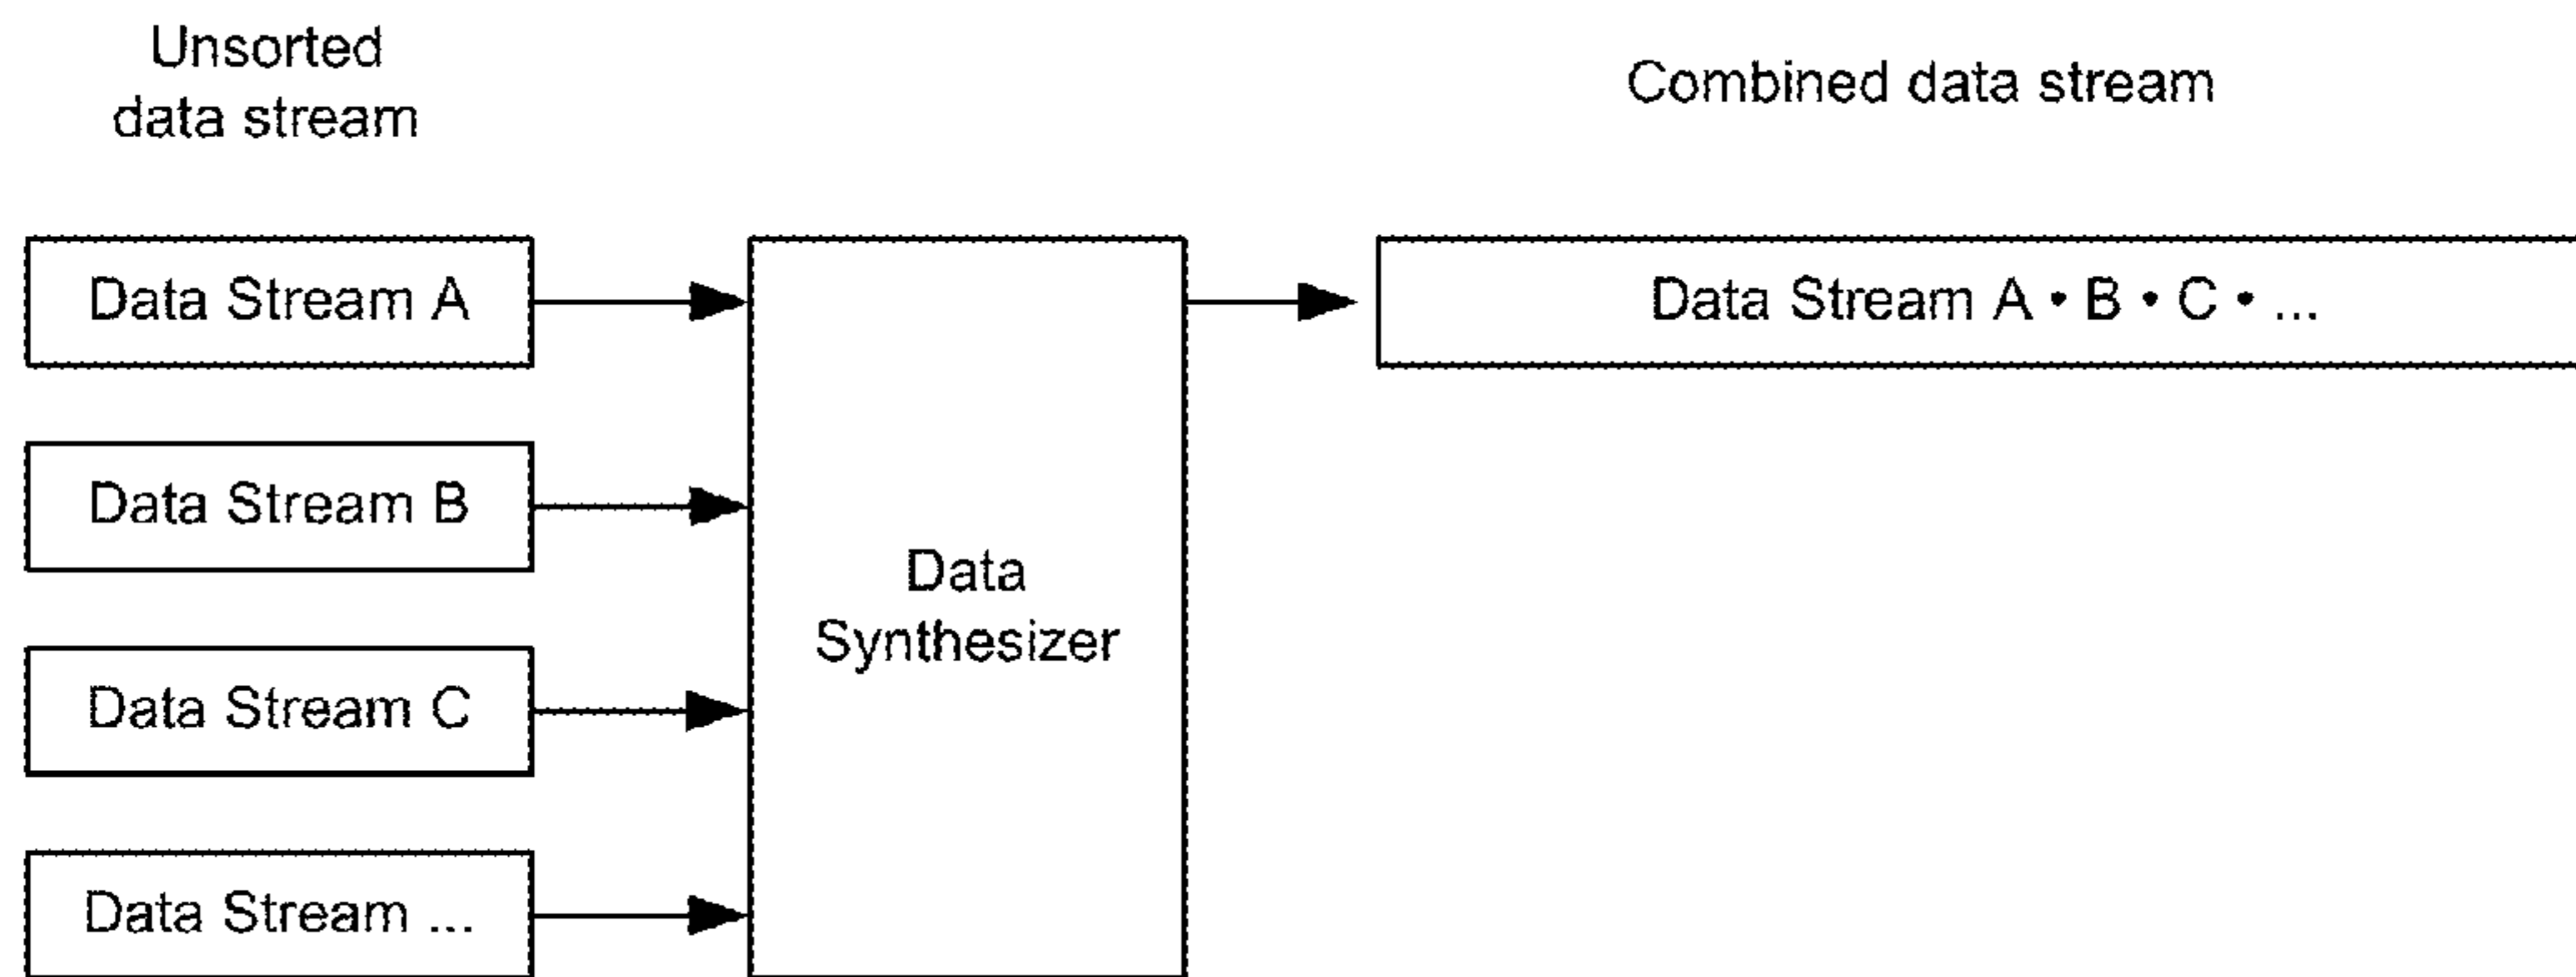 Unsorted
data stream
Combined data stream
Data Stream A
Data Stream A • B • C • ...
Data Stream B
Data Synthesizer
Data Stream C
Data Stream ...